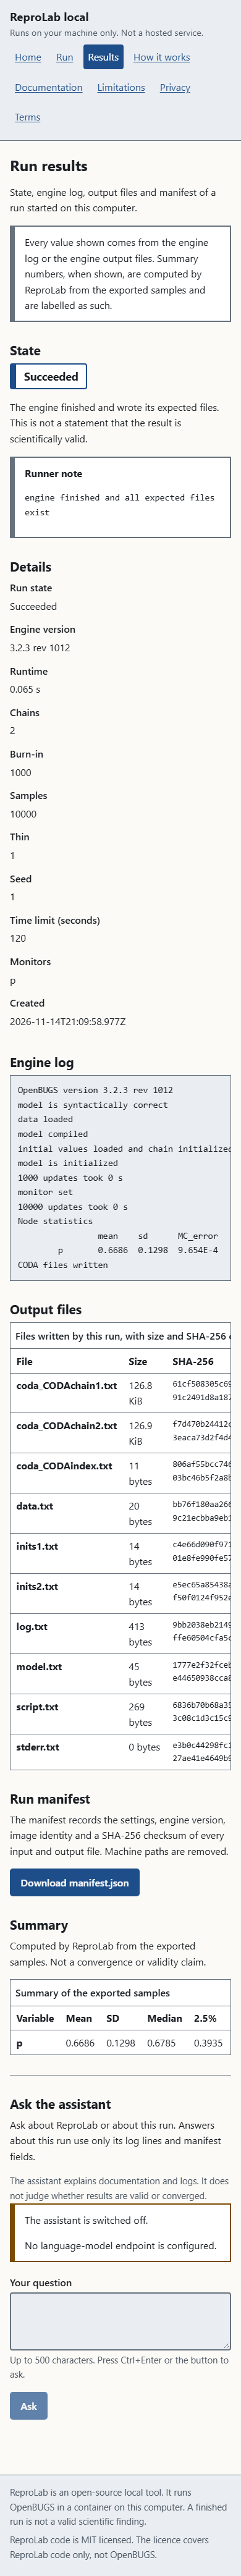 ReproLab local
Runs on your machine only. Not a hosted service.
Home Run Results How it works
Documentation Limitations Privacy
Terms
Run results
State, engine log, output files and manifest of a
run started on this computer.
Every value shown comes from the engine
log or the engine output files. Summary
numbers, when shown, are computed by
ReproLab from the exported samples and
are labelled as such.
State
Succeeded
The engine finished and wrote its expected files.
This is not a statement that the result is
scientifically valid.
Runner note
engine finished and all expected files
exist
Details
Run state
Succeeded
Engine version
3.2.3 rev 1012
Runtime
0.065 s
Chains
2
Burn-in
1000
Samples
10000
Thin
1
Seed
1
Time limit (seconds)
120
Monitors
p
Created
2026-11-14T21:09:58.977Z
Engine log
OpenBUGS version 3.2.3 rev 1012
model is syntactically correct
data loaded
model compiled
initial values loaded and chain initialized
model is initialized
1000 updates took 0 s
monitor set
10000 updates took 0 s
Node statistics
mean sd MC_error
p 0.6686 0.1298 9.654E-4
CODA files written
Output files
Files written by this run, with size and SHA-256
File Size SHA-256
coda_CODAchain1.txt 126.8 KiB
coda_CODAchain2.txt 126.9 KiB
coda_CODAindex.txt 11 bytes
data.txt 20 bytes
inits1.txt 14 bytes
inits2.txt 14 bytes
log.txt 413 bytes
model.txt 45 bytes
script.txt 269 bytes
stderr.txt 0 bytes
Run manifest
The manifest records the settings, engine version,
image identity and a SHA-256 checksum of every
input and output file. Machine paths are removed.
Download manifest.json
Summary
Computed by ReproLab from the exported
samples. Not a convergence or validity claim.
Summary of the exported samples
Variable Mean SD Median 2.5%
p 0.6686 0.1298 0.6785 0.3935
Ask the assistant
Ask about ReproLab or about this run. Answers
about this run use only its log lines and manifest
fields.
The assistant explains documentation and logs. It does
not judge whether results are valid or converged.
The assistant is switched off.
No language-model endpoint is configured.
Your question
Up to 500 characters. Press Ctrl+Enter or the button to
ask.
Ask
ReproLab is an open-source local tool. It runs
OpenBUGS in a container on this computer. A finished
run is not a valid scientific finding.
ReproLab code is MIT licensed. The licence covers
ReproLab code only, not OpenBUGS.